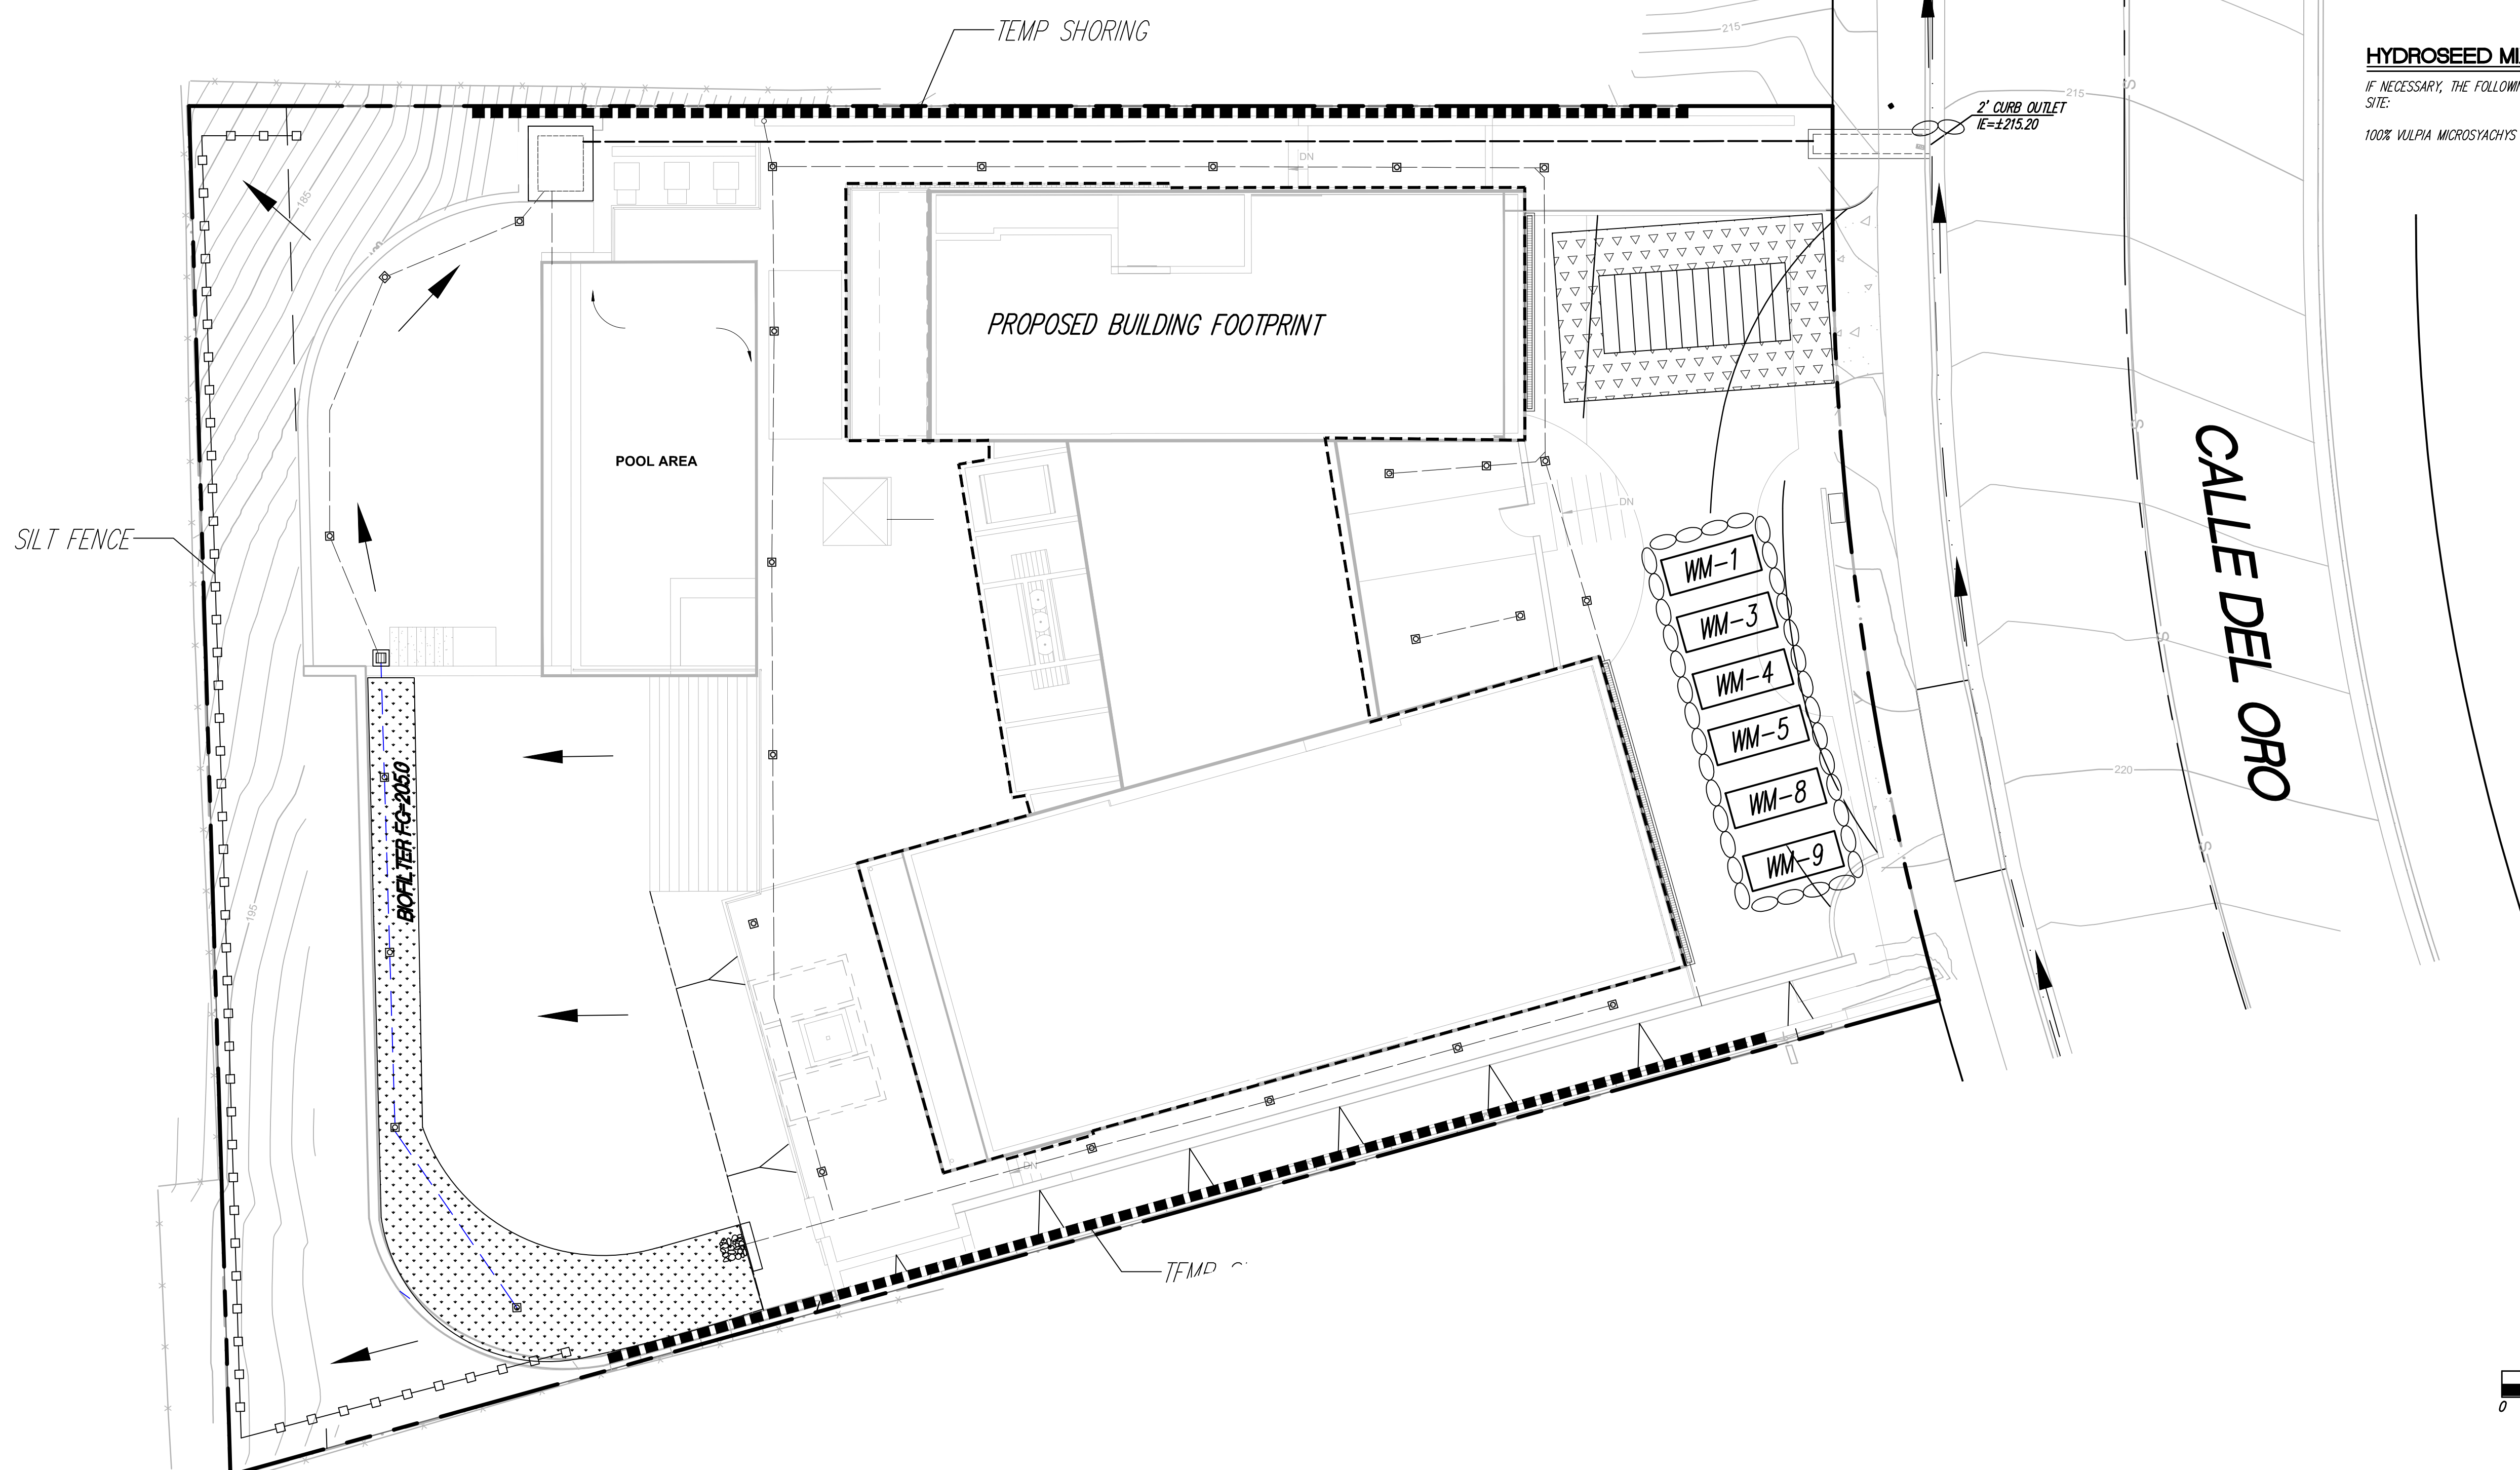 TEMP SHORING
215
HYDROSEED
IF NECESSARY, THE
SITE:
100% VULPIA MICROSYACHYS
215
2' CURB OUTLET
IE=±215.20
S
DN
185
PROPOSED BUILDING FOOTPRINT
POOL AREA
S
CALLE DEL ORO
DN
SILT FENCE
WM-1
WM-3
S
WM-4
WM-5
BIOFILTER FG=205.0
220
WM-8
WM-9
S
195
DN
TEMP
0